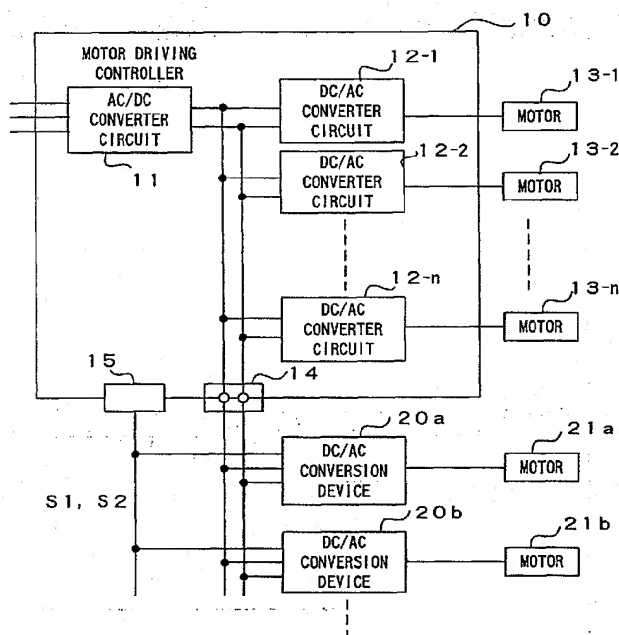 10
MOTOR DRIVING
CONTROLLER
AC/DC
CONVERTER
CIRCUIT
11
12-1
DC/AC
CONVERTER
CIRCUIT
13-1
MOTOR
12-2
DC/AC
CONVERTER
CIRCUIT
13-2
MOTOR
12-n
DC/AC
CONVERTER
CIRCUIT
13-n
MOTOR
15
14
S1, S2
20a
DC/AC
CONVERSION
DEVICE
21a
MOTOR
20b
DC/AC
CONVERSION
DEVICE
21b
MOTOR